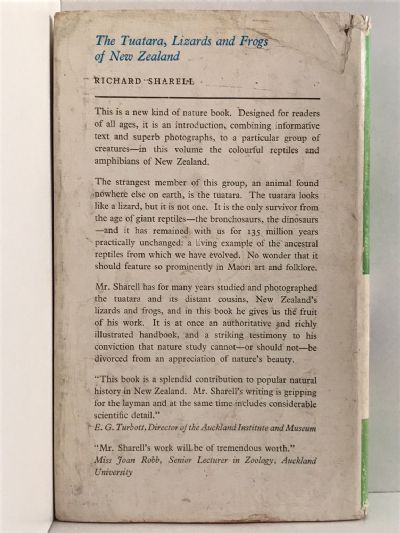 The Tuatara, Lizards and Frogs
of New Zealand
RICHARD SHARELL
This is a new kind of nature book. Designed for readers
of all ages, it is an introduction, combining informative
text and superb photographs, to a particular group of
creatures—in this volume the colourful reptiles and
amphibians of New Zealand.
The strangest member of this group, an animal found
nowhere else on earth, is the tuatara. The tuatara looks
like a lizard, but it is not one. It is the only survivor from
the age of giant reptiles—the bronchosaurs, the dinosaurs
—and it has remained with us for 135 million years
practically unchanged: a living example of the ancestral
reptiles from which we have evolved. No wonder that it
should feature so prominently in Maori art and folklore.
Mr. Sharell has for many years studied and photographed
the tuatara and its distant cousins, New Zealand's
lizards and frogs, and in this book he gives us the fruit
of his work. It is at once an authoritative and richly
illustrated handbook, and a striking testimony to his
conviction that nature study cannot—or should not—be
divorced from an appreciation of nature's beauty.
"This book is a splendid contribution to popular natural
history in New Zealand. Mr. Sharell's writing is gripping
for the layman and at the same time includes considerable
scientific detail."
E. G. Turbott, Director of the Auckland Institute and Museum
"Mr. Sharell's work will be of tremendous worth."
Miss Joan Robb, Senior Lecturer in Zoology, Auckland
University